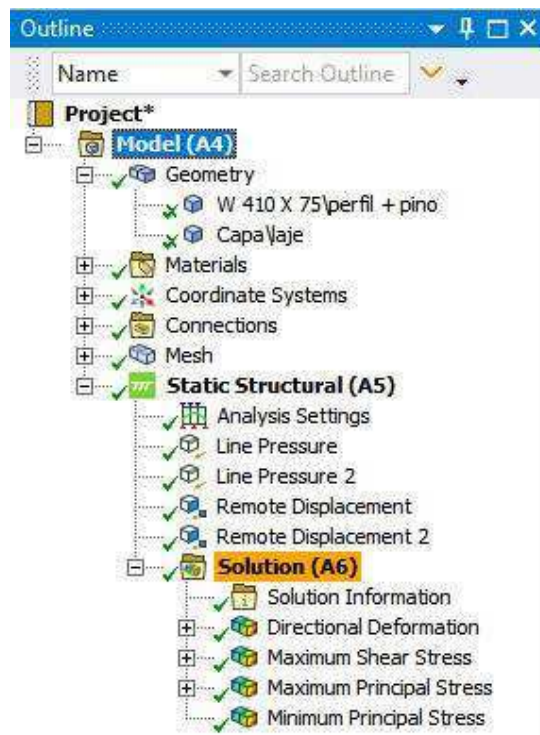 Outline
Name Search Outline
Project*
Model (A4)
Geometry
W 410 X 75\perfil + pino
Capa\laje
Materials
Coordinate Systems
Connections
Mesh
Static Structural (A5)
Analysis Settings
Line Pressure
Line Pressure 2
Remote Displacement
Remote Displacement 2
Solution (A6)
Solution Information
Directional Deformation
Maximum Shear Stress
Maximum Principal Stress
Minimum Principal Stress